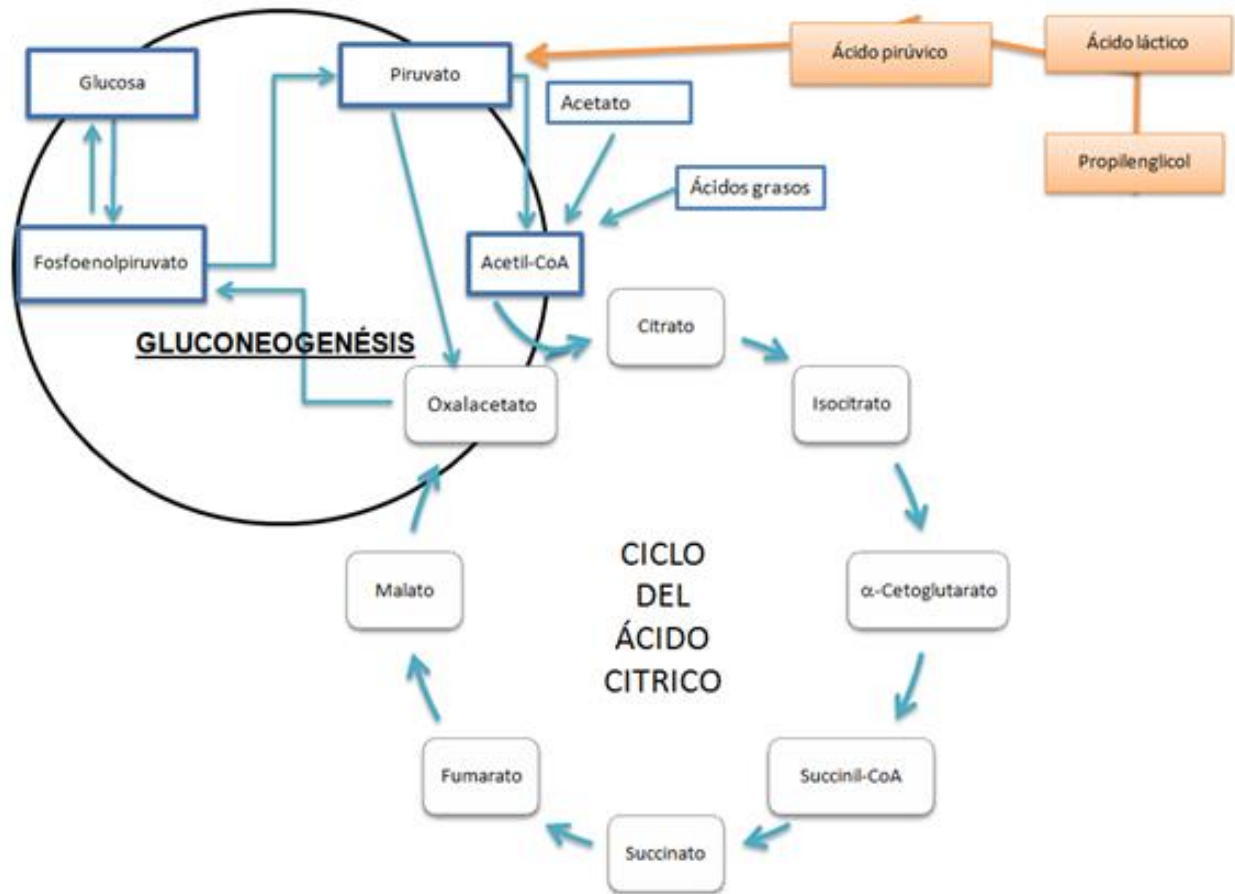 Glucosa
Piruvato
Ácido pirúvico
Ácido láctico
Acetato
Propilenglicol
Ácidos grasos
Fosfoenolpiruvato
Acetil-CoA
GLUCONEOGENÉSIS
Citrato
Oxalacetato
Isocitrato
CICLO
DEL
ÁCIDO
CITRICO
Malato
α-Cetoglutarato
Fumarato
Succinil-CoA
Succinato